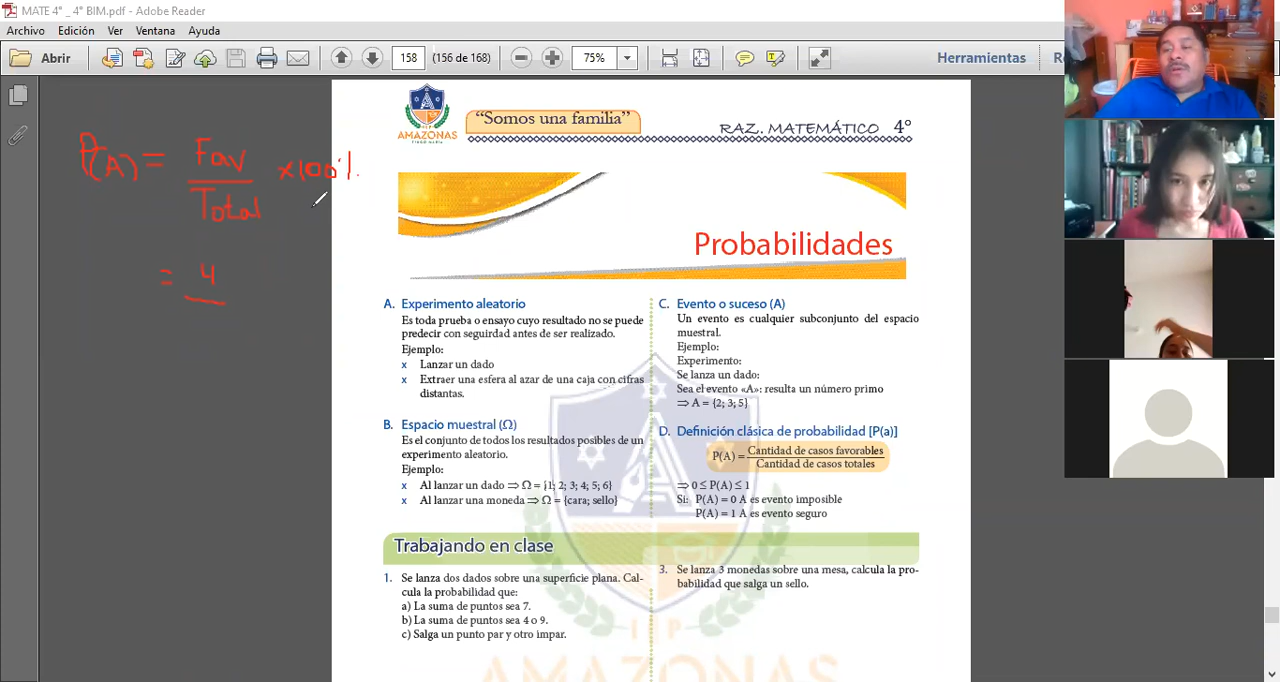 MATE 4° _ 4° BIM.pdf - Adobe Reader
Archivo Edición Ver Ventana Ayuda
Abrir 158 (156 de 168) 75% Herramientas
P(A) = Fav / Total x100%
= 4
AMAZONAS
"Somos una familia"
RAZ. MATEMÁTICO 4°
Probabilidades
A. Experimento aleatorio
Es toda prueba o ensayo cuyo resultado no se puede
predecir con seguirdad antes de ser realizado.
Ejemplo:
x Lanzar un dado
x Extraer una esfera al azar de una caja con cifras
distantas.
B. Espacio muestral (Ω)
Es el conjunto de todos los resultados posibles de un
experimento aleatorio.
Ejemplo:
x Al lanzar un dado ⇒ Ω = {1; 2; 3; 4; 5; 6}
x Al lanzar una moneda ⇒ Ω = {cara; sello}
C. Evento o suceso (A)
Un evento es cualquier subconjunto del espacio
muestral.
Ejemplo:
Experimento:
Se lanza un dado:
Sea el evento «A»: resulta un número primo
⇒ A = {2; 3; 5}
D. Definición clásica de probabilidad [P(a)]
P(A) = Cantidad de casos favorables
Cantidad de casos totales
⇒ 0 ≤ P(A) ≤ 1
Si: P(A) = 0 A es evento imposible
P(A) = 1 A es evento seguro
Trabajando en clase
1. Se lanza dos dados sobre una superficie plana. Cal-
cula la probabilidad que:
a) La suma de puntos sea 7.
b) La suma de puntos sea 4 o 9.
c) Salga un punto par y otro impar.
3. Se lanza 3 monedas sobre una mesa, calcula la pro-
babilidad que salga un sello.
I P
AMAZONAS